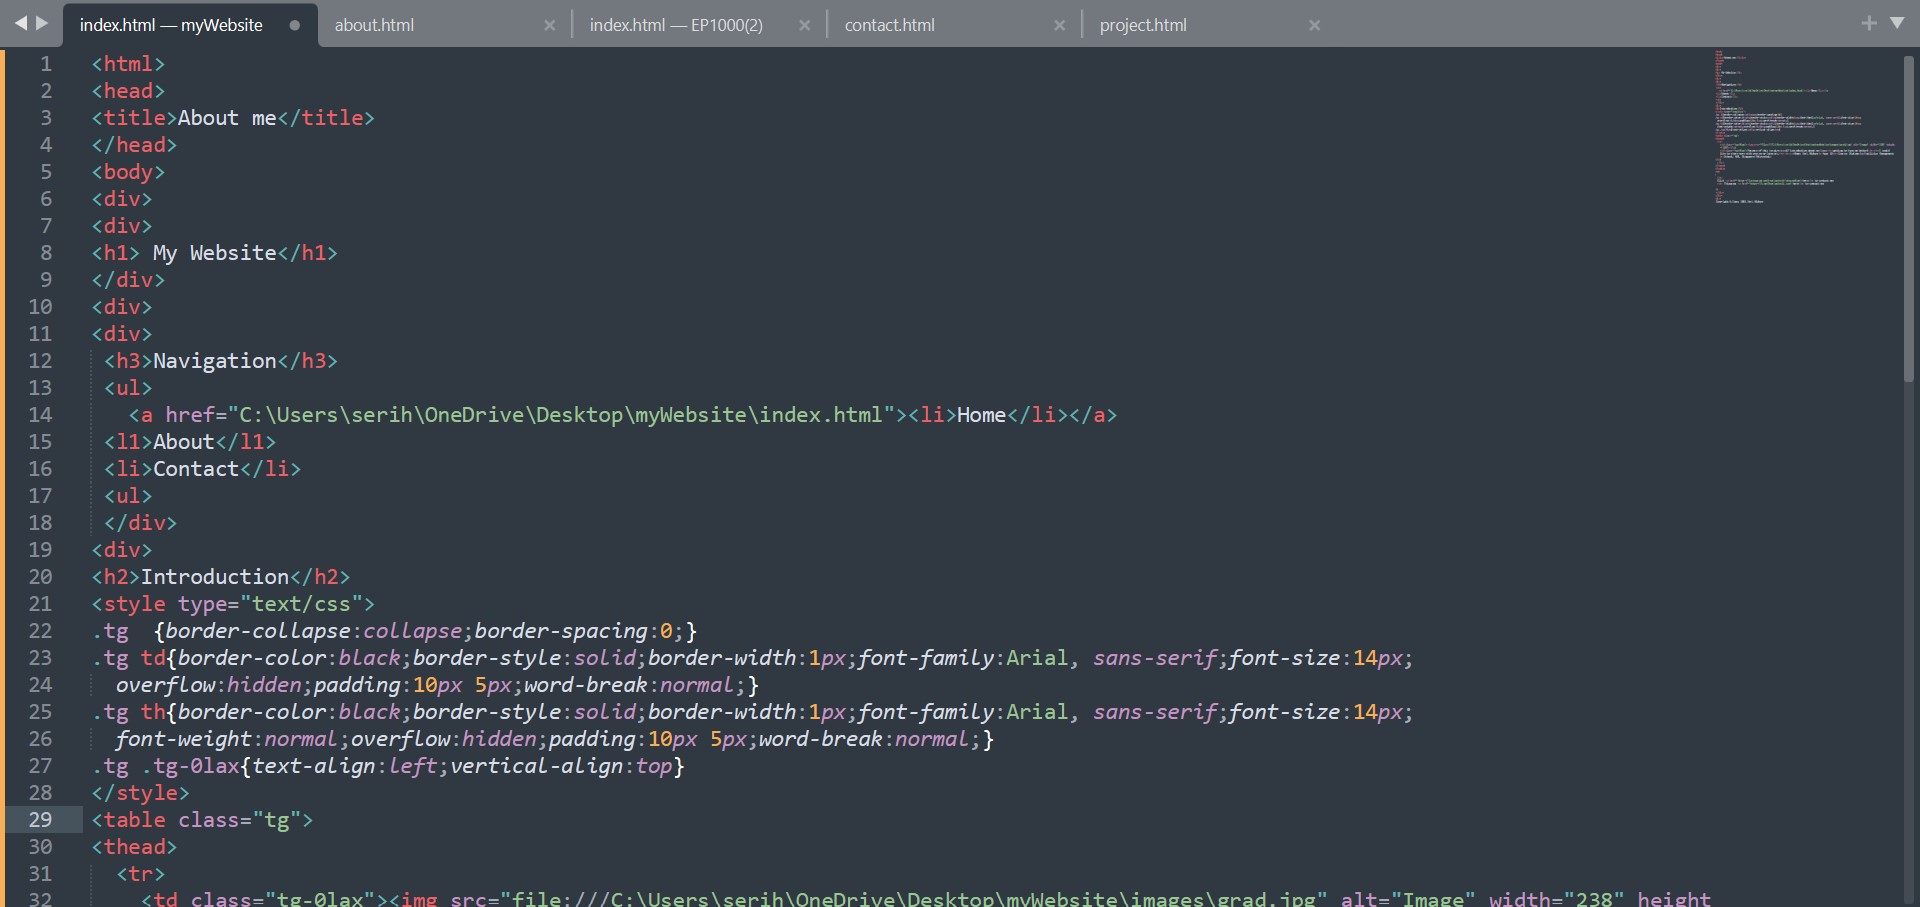 index.html — myWebsite about.html index.html — EP1000(2) contact.html project.html
1 <html>
2 <head>
3 <title>About me</title>
4 </head>
5 <body>
6 <div>
7 <div>
8 <h1> My Website</h1>
9 </div>
10 <div>
11 <div>
12 <h3>Navigation</h3>
13 <ul>
14 <a href="C:\Users\serih\OneDrive\Desktop\myWebsite\index.html"><li>Home</li></a>
15 <l1>About</l1>
16 <li>Contact</li>
17 <ul>
18 </div>
19 <div>
20 <h2>Introduction</h2>
21 <style type="text/css">
22 .tg  {border-collapse:collapse;border-spacing:0;}
23 .tg td{border-color:black;border-style:solid;border-width:1px;font-family:Arial, sans-serif;font-size:14px;
24 overflow:hidden;padding:10px 5px;word-break:normal;}
25 .tg th{border-color:black;border-style:solid;border-width:1px;font-family:Arial, sans-serif;font-size:14px;
26 font-weight:normal;overflow:hidden;padding:10px 5px;word-break:normal;}
27 .tg .tg-0lax{text-align:left;vertical-align:top}
28 </style>
29 <table class="tg">
30 <thead>
31 <tr>
32 <td class="tg-0lax"><img src="file:///C:\Users\serih\OneDrive\Desktop\myWebsite\images\grad.jpg" alt="Image" width="238" height